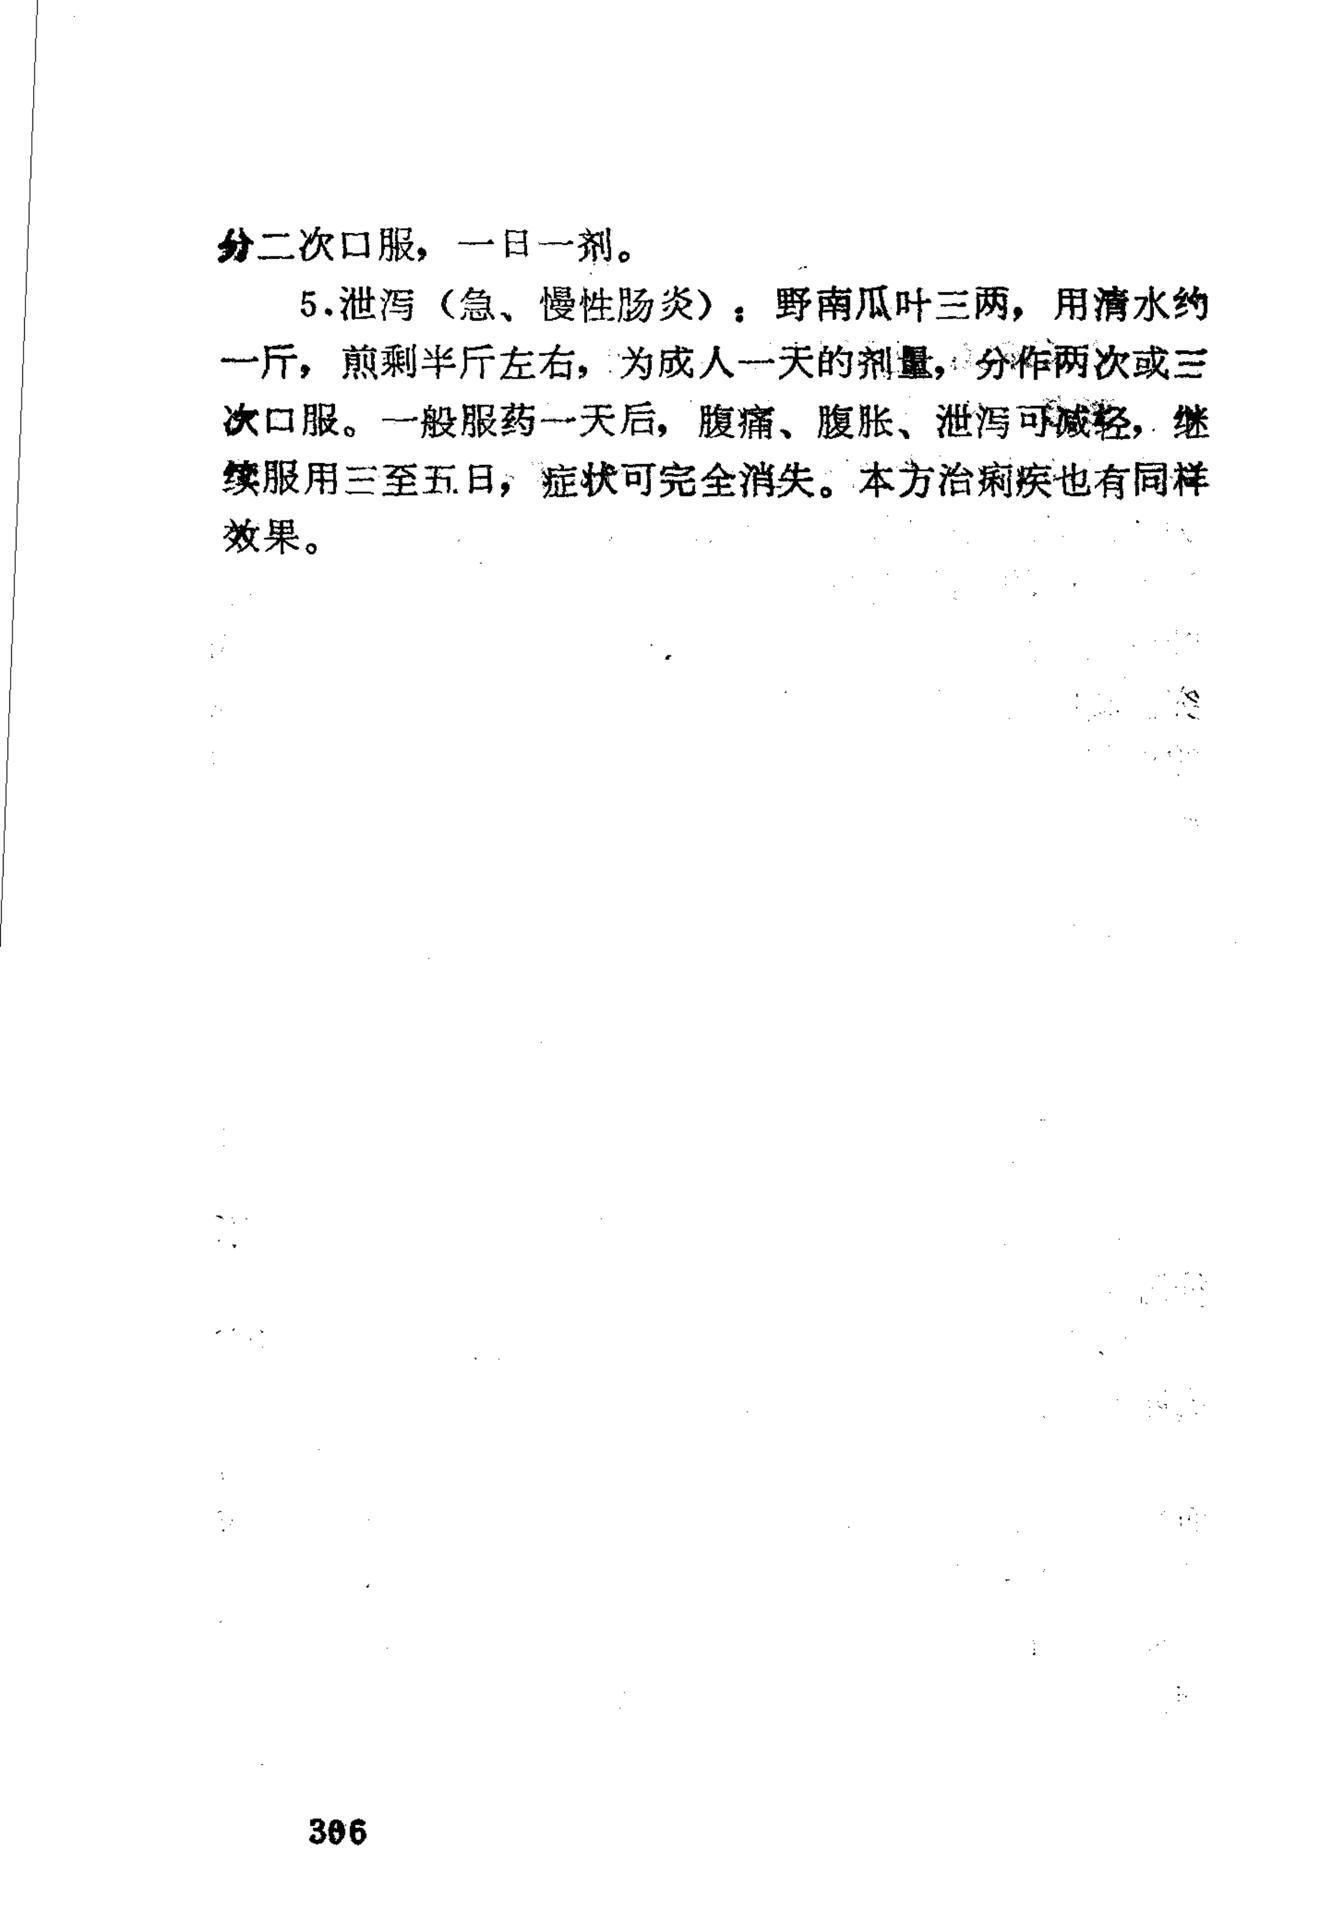 分二次口服，一日一剂。
5.泄泻（急、慢性肠炎）：野南瓜叶三两，用清水约
一斤，煎剩半斤左右，为成人一天的剂量，分作两次或三
次口服。一般服药一天后，腹痛、腹胀、泄泻可减轻，继
续服用三至五日，症状可完全消失。本方治痢疾也有同样
效果。
306